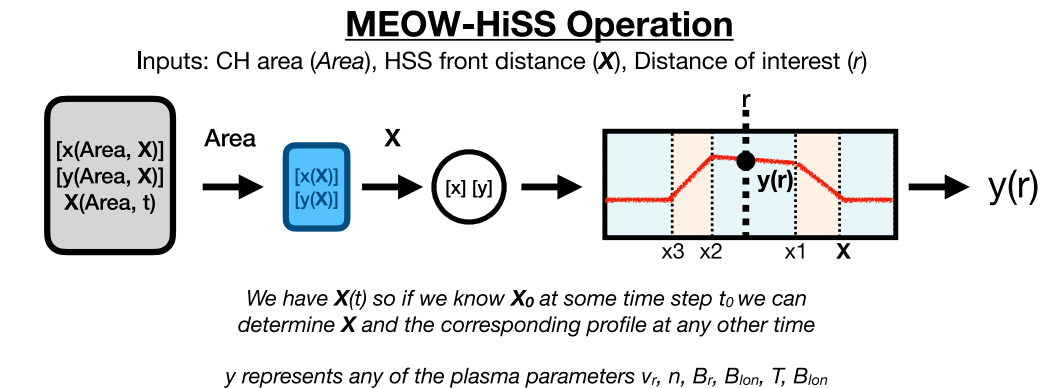 MEOW-HiSS Operation
Inputs: CH area (Area), HSS front distance (X), Distance of interest (r)
[x(Area, X)]
[y(Area, X)]
X(Area, t)
Area
[x(X)]
[y(X)]
X
[x] [y]
r
y(r)
x3 x2 x1 X
y(r)
We have X(t) so if we know X₀ at some time step t₀ we can
determine X and the corresponding profile at any other time
y represents any of the plasma parameters vᵣ, n, Bᵣ, Bₗₒₙ, T, Bₗₒₙ